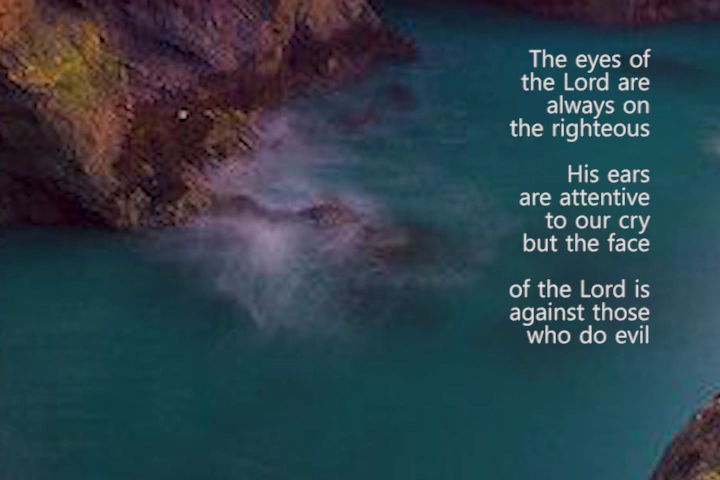 The eyes of
the Lord are
always on
the righteous
His ears
are attentive
to our cry
but the face
of the Lord is
against those
who do evil